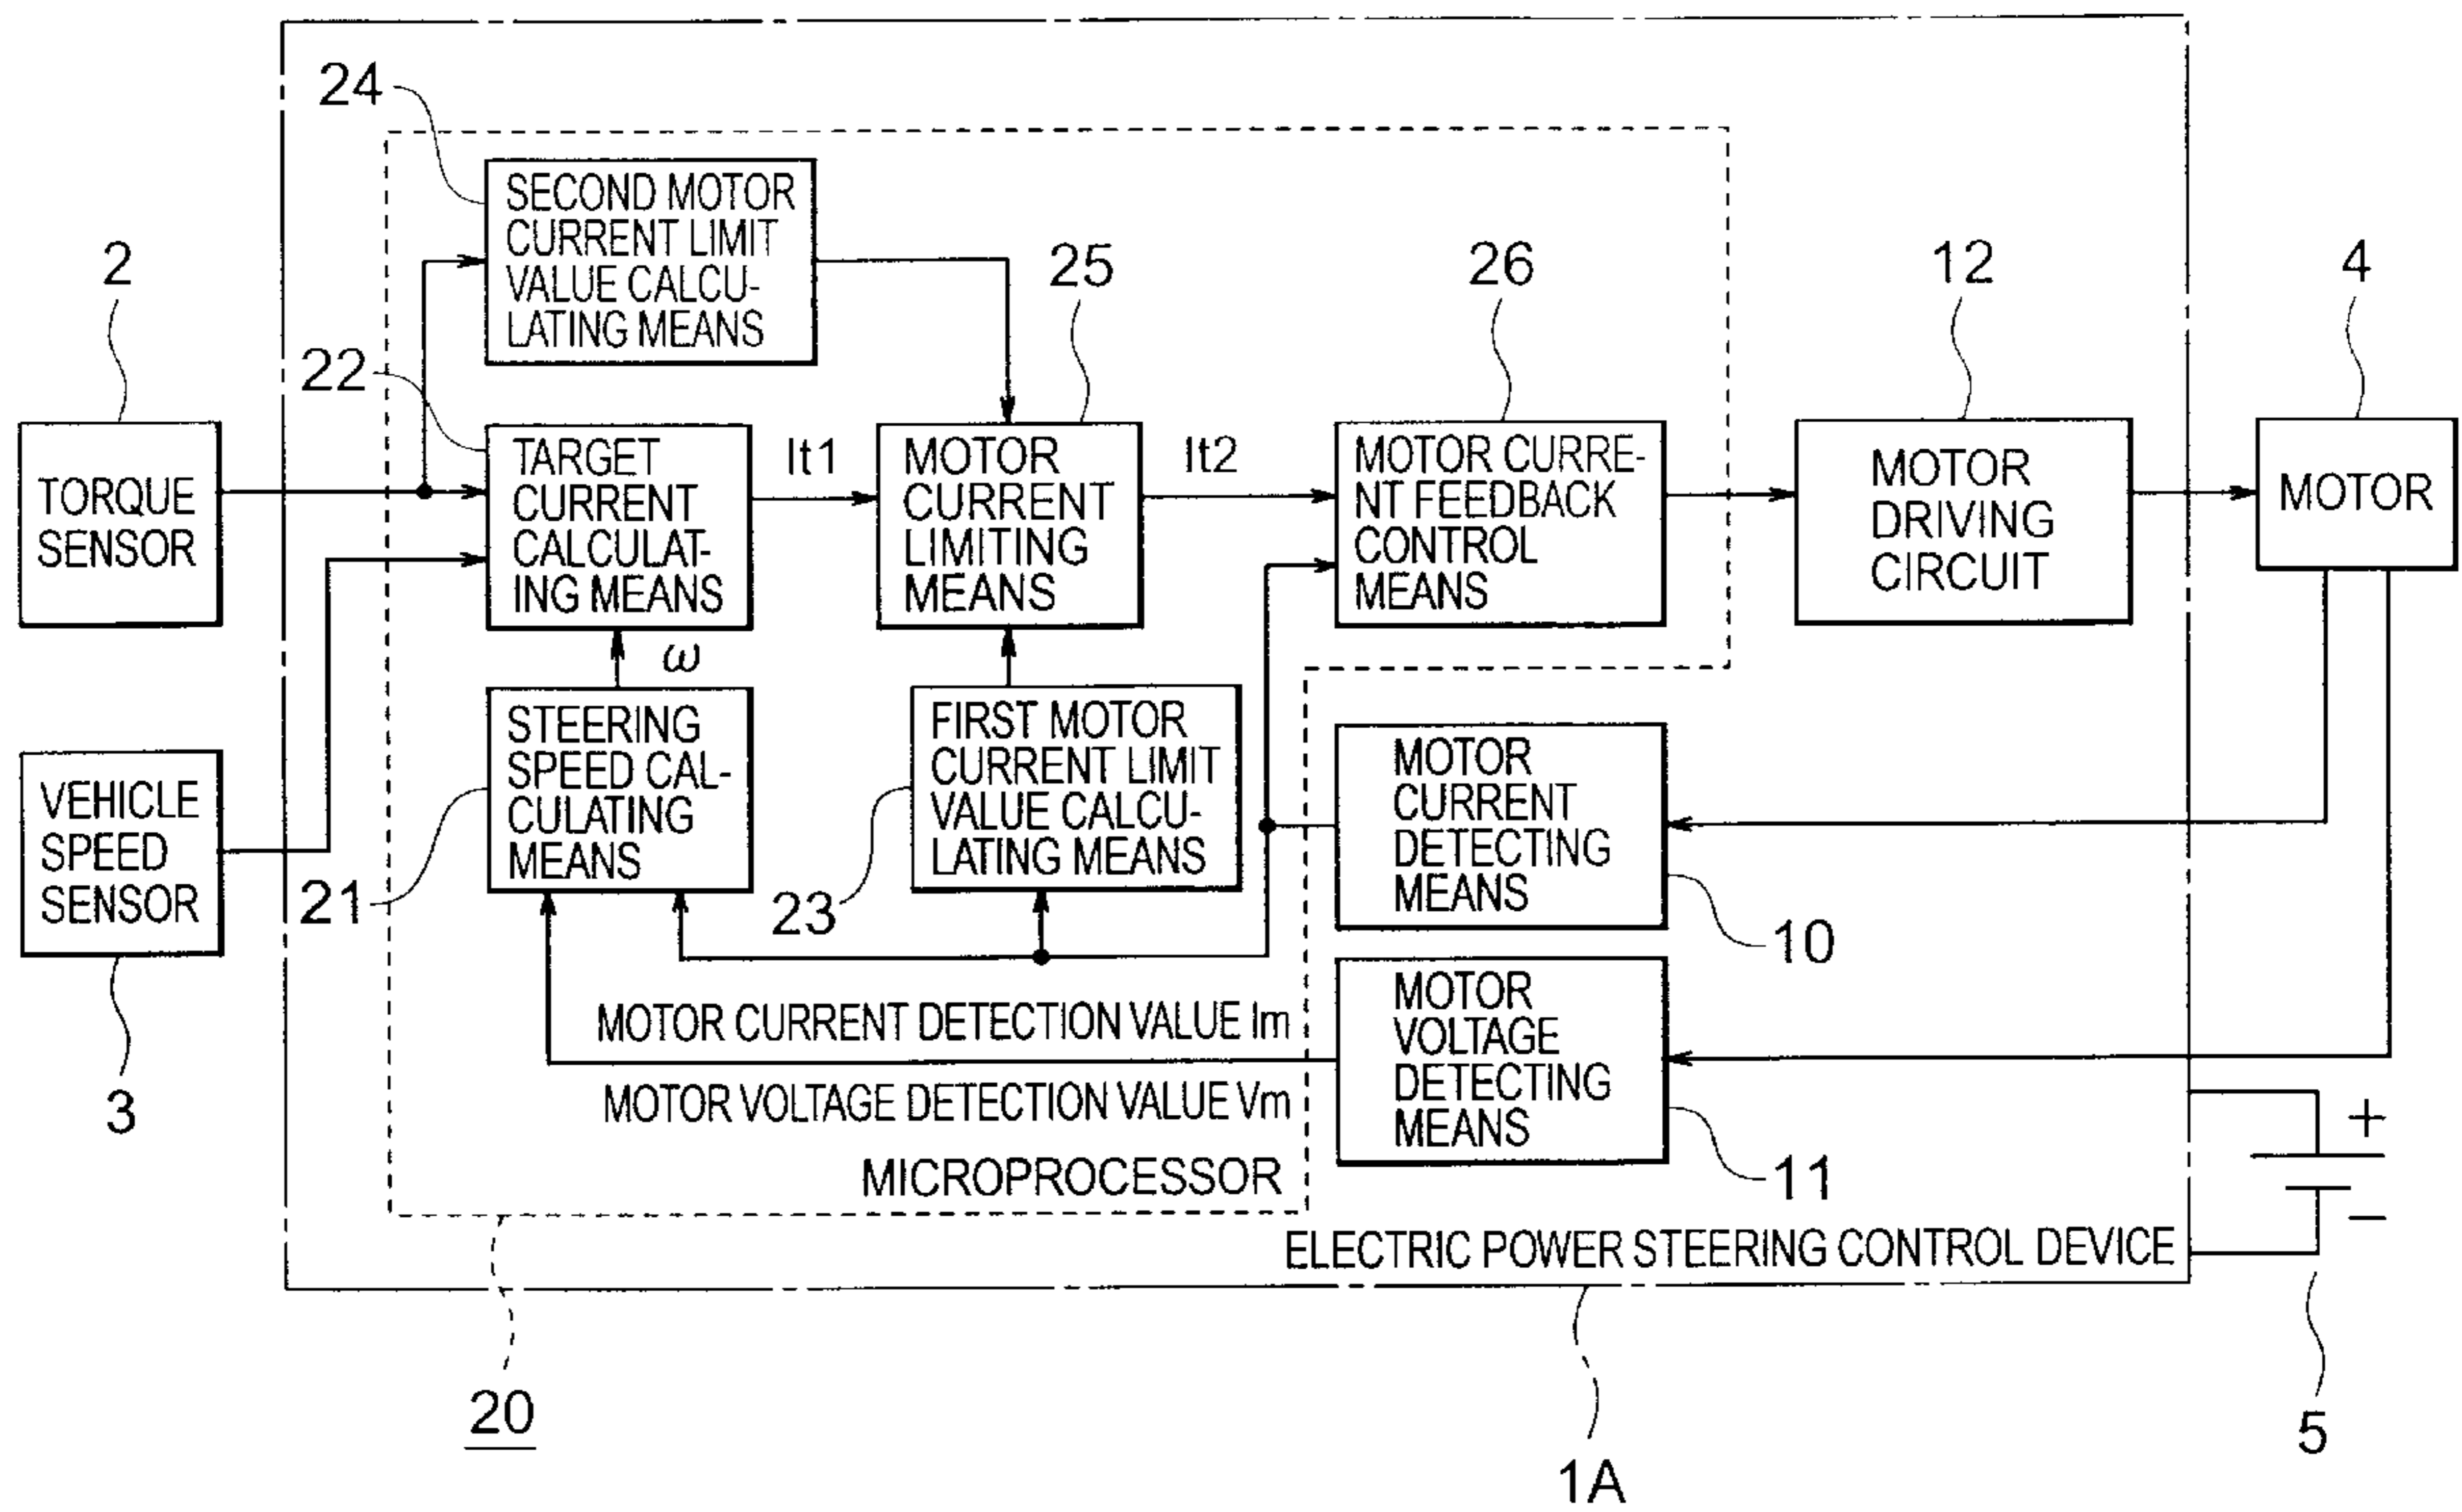 24
SECOND MOTOR
CURRENT LIMIT
VALUE CALCU-
LATING MEANS
2
25
26
12
4
22
TORQUE
SENSOR
TARGET
CURRENT
CALCULAT-
ING MEANS
It1
MOTOR
CURRENT
LIMITING
MEANS
It2
MOTOR CURRE-
NT FEEDBACK
CONTROL
MEANS
MOTOR
DRIVING
CIRCUIT
MOTOR
ω
VEHICLE
SPEED
SENSOR
STEERING
SPEED CAL-
CULATING
MEANS
FIRST MOTOR
CURRENT LIMIT
VALUE CALCU-
LATING MEANS
MOTOR
CURRENT
DETECTING
MEANS
21
23
10
3
MOTOR CURRENT DETECTION VALUE Im
MOTOR VOLTAGE DETECTION VALUE Vm
MOTOR
VOLTAGE
DETECTING
MEANS
11
MICROPROCESSOR
+
−
ELECTRIC POWER STEERING CONTROL DEVICE
20
1A
5